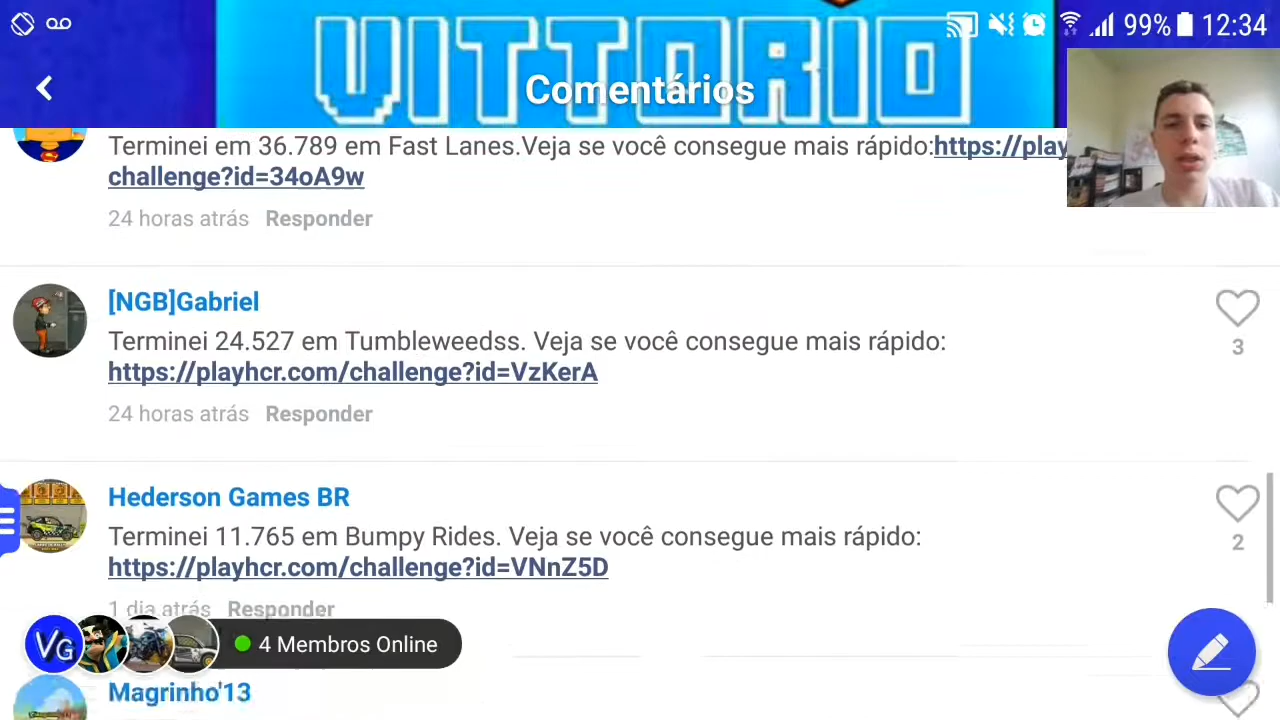 VITTORIO
99% 12:34
Comentários
Terminei em 36.789 em Fast Lanes.Veja se você consegue mais rápido:https://play
challenge?id=34oA9w
24 horas atrás Responder
[NGB]Gabriel
Terminei 24.527 em Tumbleweedss. Veja se você consegue mais rápido:
https://playhcr.com/challenge?id=VzKerA
3
24 horas atrás Responder
Hederson Games BR
Terminei 11.765 em Bumpy Rides. Veja se você consegue mais rápido:
https://playhcr.com/challenge?id=VNnZ5D
2
1 dia atrás Responder
VG
4 Membros Online
Magrinho'13